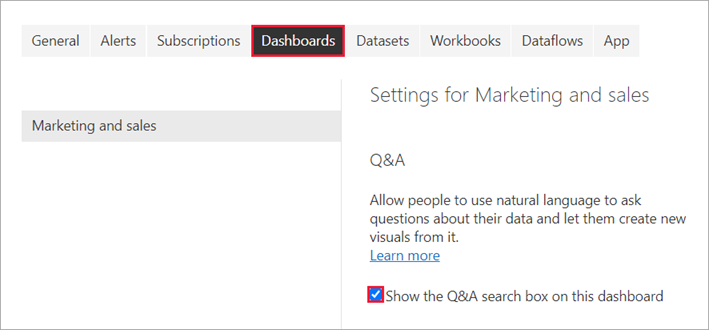 General Alerts Subscriptions Dashboards Datasets Workbooks Dataflows App
Settings for Marketing and sales
Marketing and sales
Q&A
Allow people to use natural language to ask
questions about their data and let them create new
visuals from it.
Learn more
Show the Q&A search box on this dashboard